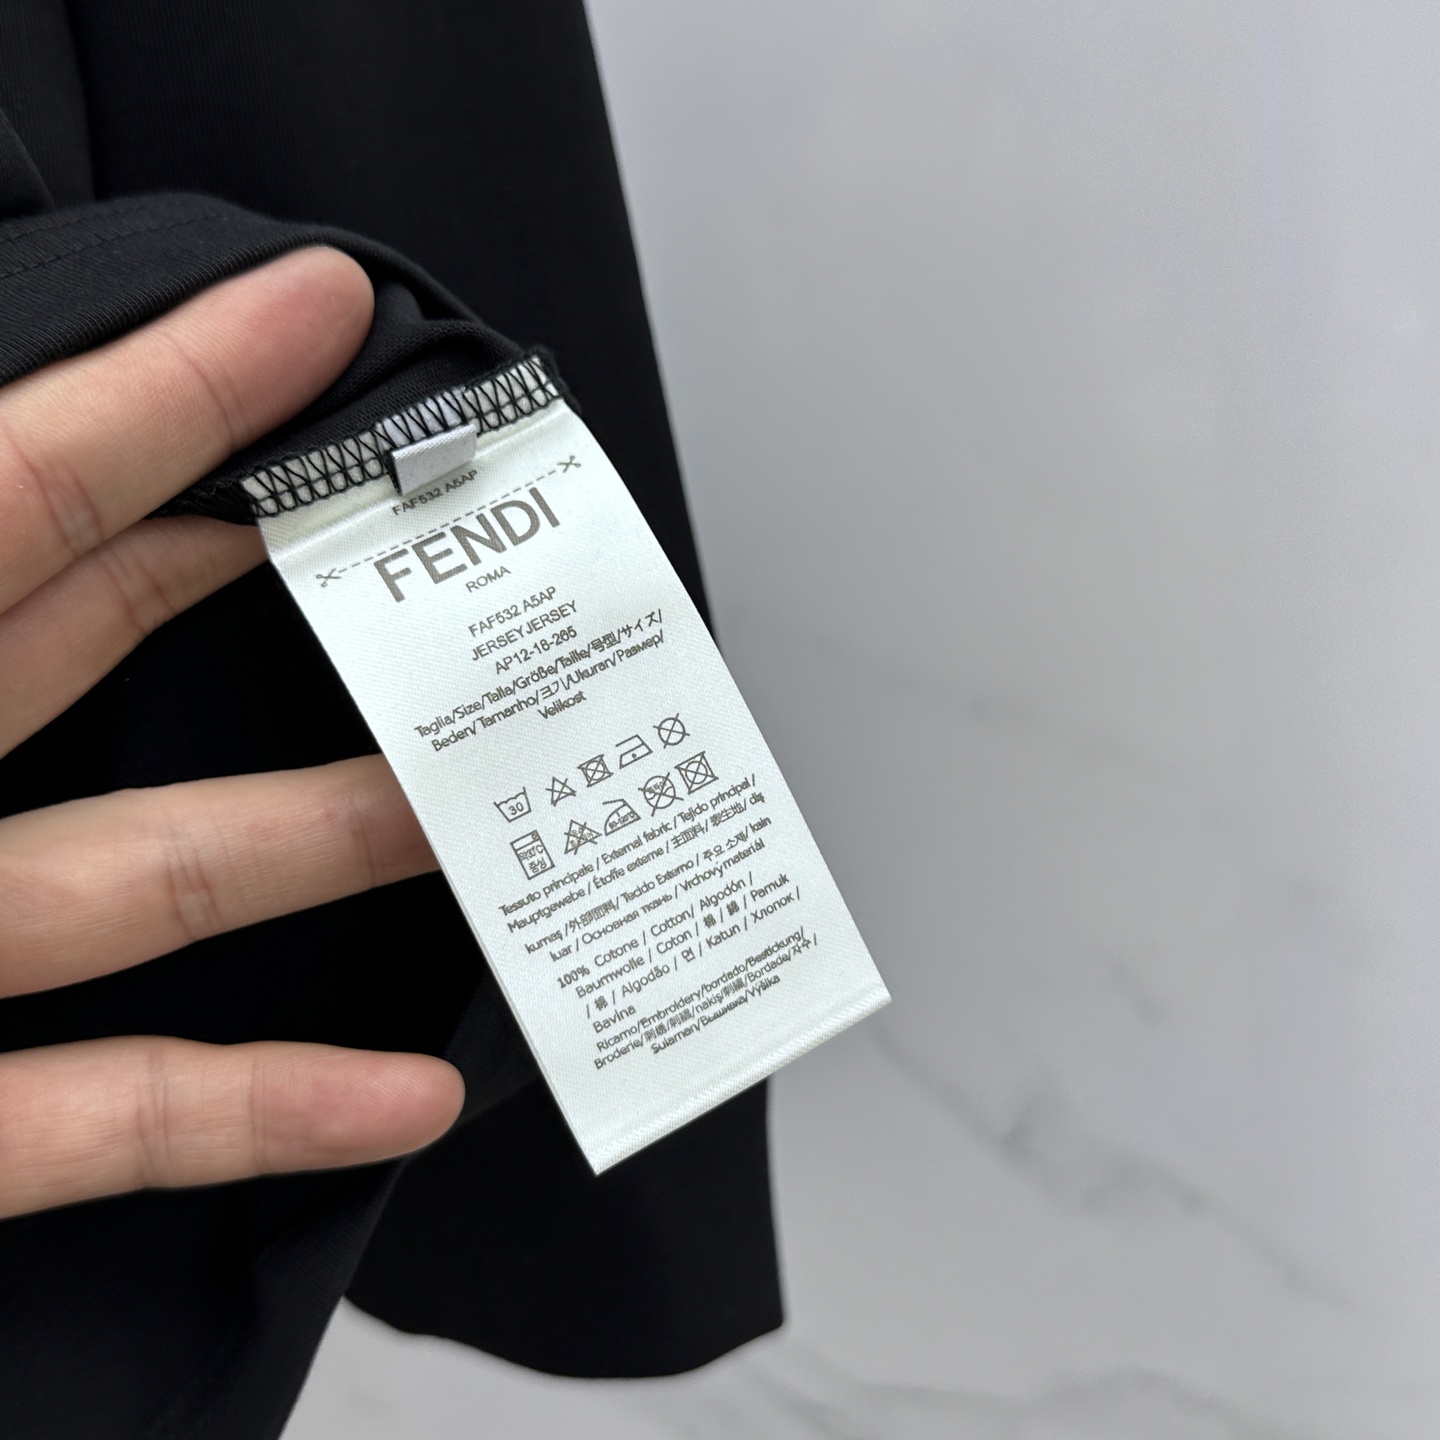 FAF532 A5AP
FENDI
ROMA
FAF532 A5AP
JERSEYJERSEY
AP12-16-265
Taglia/Size/Talla/Größe/Taille/号型/サイズ/
Beden/Tamanho/Ukuran/Размер/
Velikost
30
중성
Tessuto principale / External fabric / Tejido principal /
Hauptgewebe / Étoffe externe / 主面料/ 表生地/ dış
kumaş /外部面料/ Tecido Externo / 주요 소재/ kain
luar / Основная ткань / Vrchový materiál
100% Cotone / Cotton/ Algodón /
Baumwolle / Coton / 棉 / 綿 / Pamuk
/ 棉 / Algodão / 면 / Katun / Хлопок /
Bavlna
Ricamo/Embroidery/bordado/Bestickung/
Broderie/刺绣/刺繍/nakış/刺繡/Bordade/자수/
Sulaman/Вышивка/Výšivka